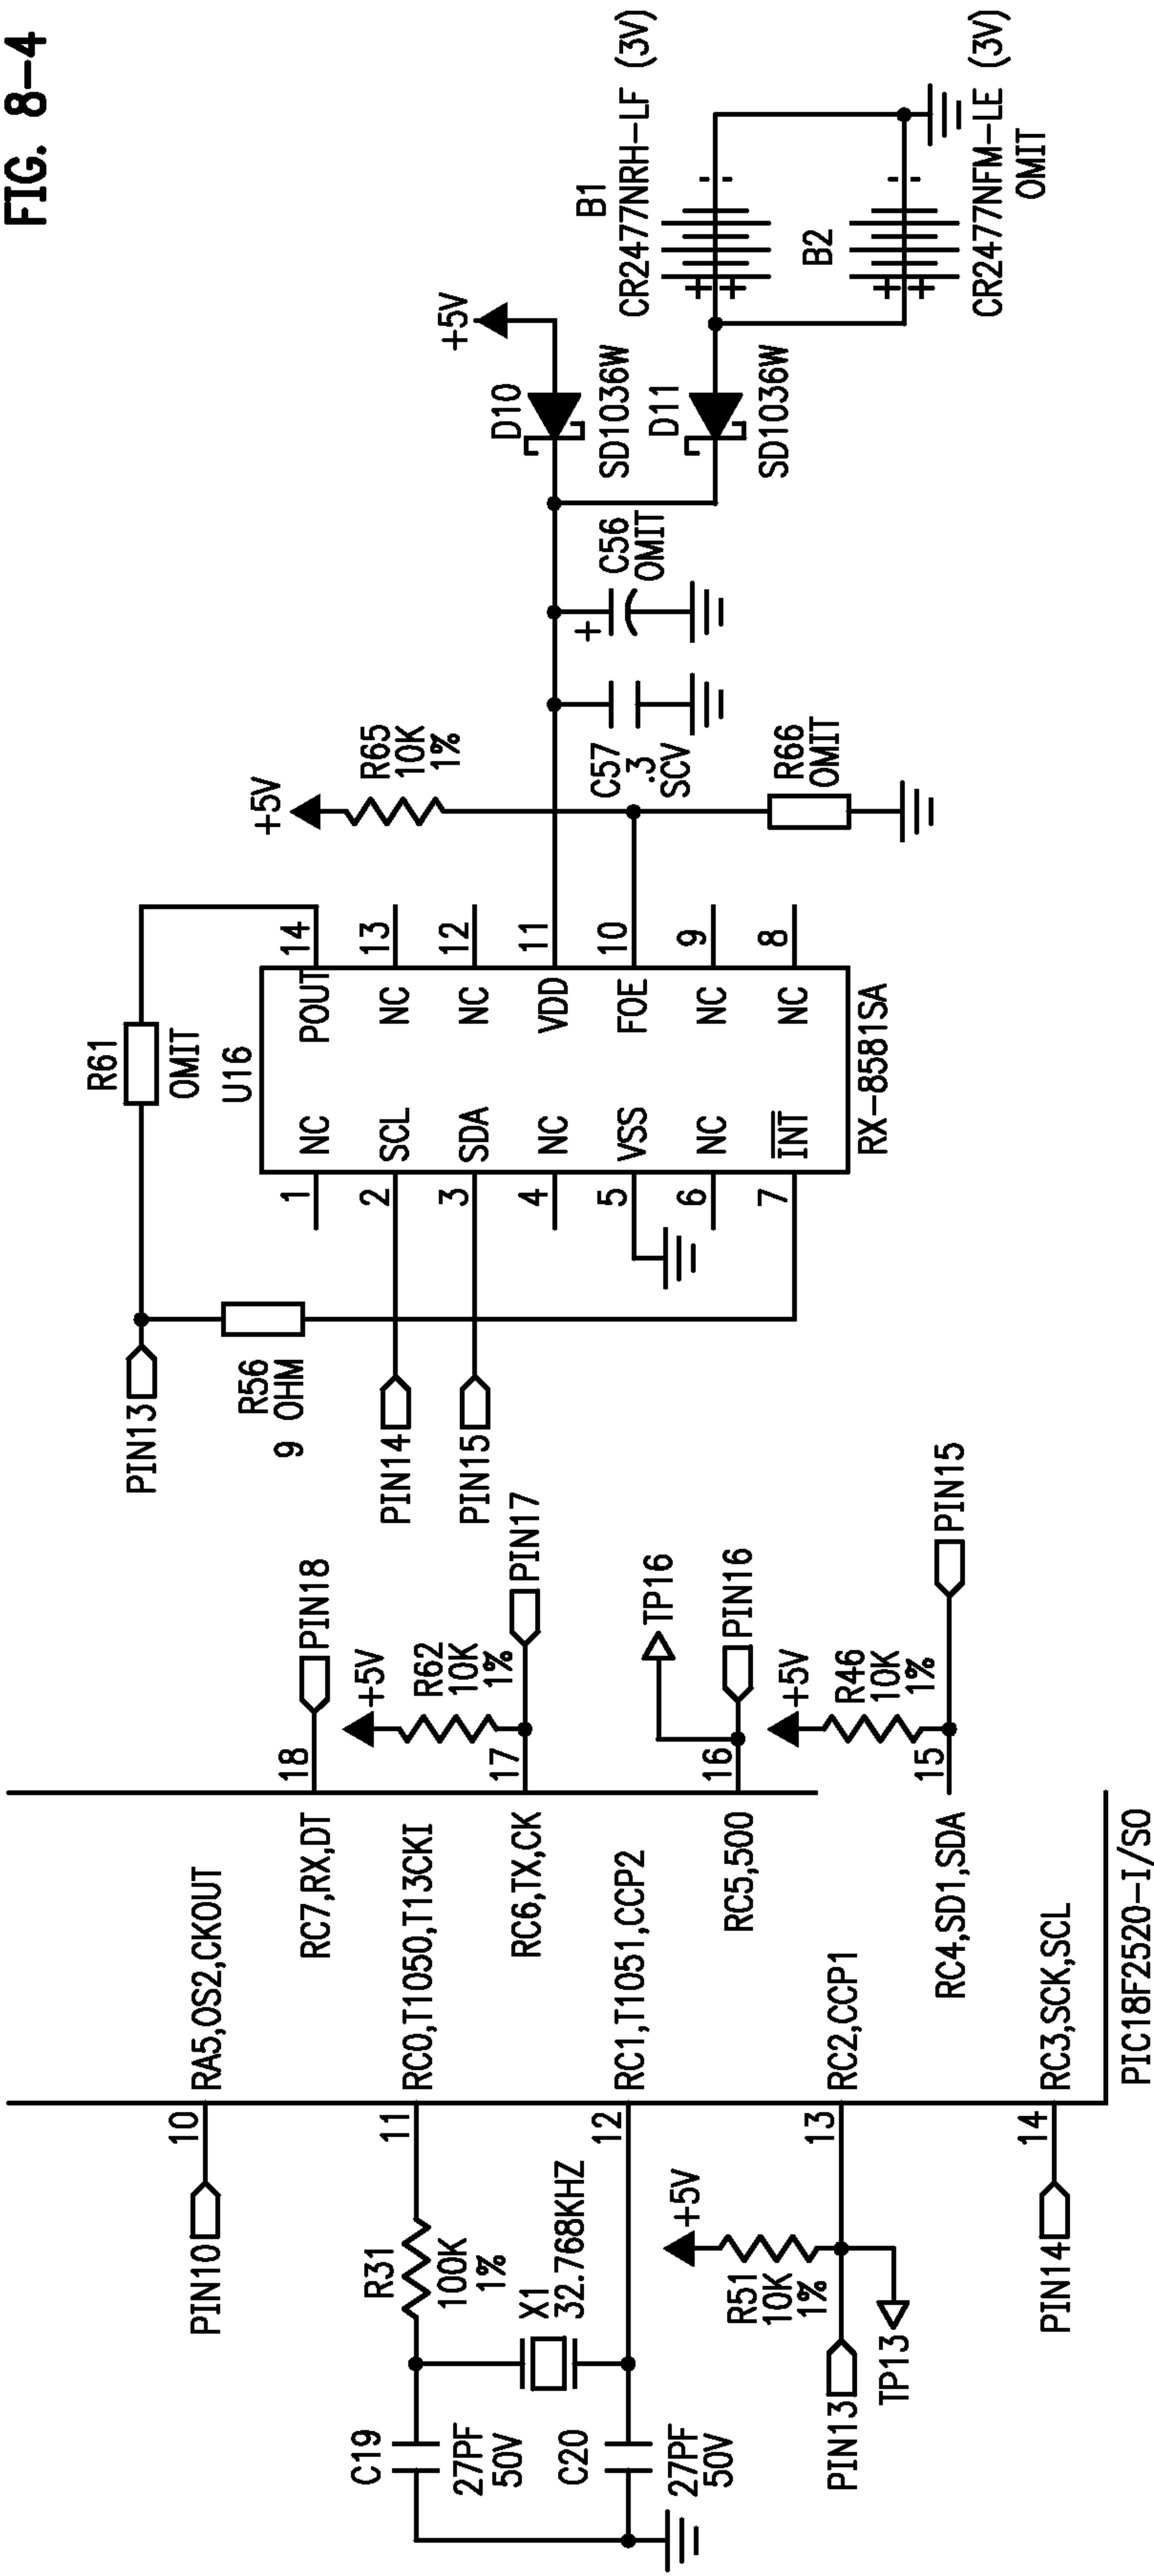 FIG. 8-4
PIN10
10
RA5,OS2,CKOUT
R31
100K
1%
11
RC0,T1050,T13CKI
C19
27PF
50V
X1
32.768KHZ
C20
27PF
50V
12
RC1,T1051,CCP2
+5V
R51
10K
1%
PIN13
TP13
13
RC2,CCP1
PIN14
14
RC3,SCK,SCL
PIC18F2520-I/SO
RC7,RX,DT
18
PIN18
+5V
R62
10K
1%
RC6,TX,CK
17
PIN17
TP16
RC5,500
16
PIN16
+5V
R46
10K
1%
RC4,SD1,SDA
15
PIN15
PIN13
R56
9 OHM
PIN14
PIN15
R61
OMIT
U16
1
NC
2
SCL
3
SDA
4
NC
5
VSS
6
NC
7
INT
POUT
14
NC
13
NC
12
VDD
11
FOE
10
NC
9
NC
8
RX-8581SA
+5V
R65
10K
1%
C57
.3
SCV
R66
OMIT
+
C56
OMIT
+5V
D10
SD1036W
D11
SD1036W
B1
CR2477NRH-LF (3V)
+
+
-
-
B2
+
+
-
-
CR2477NFM-LE (3V)
OMIT